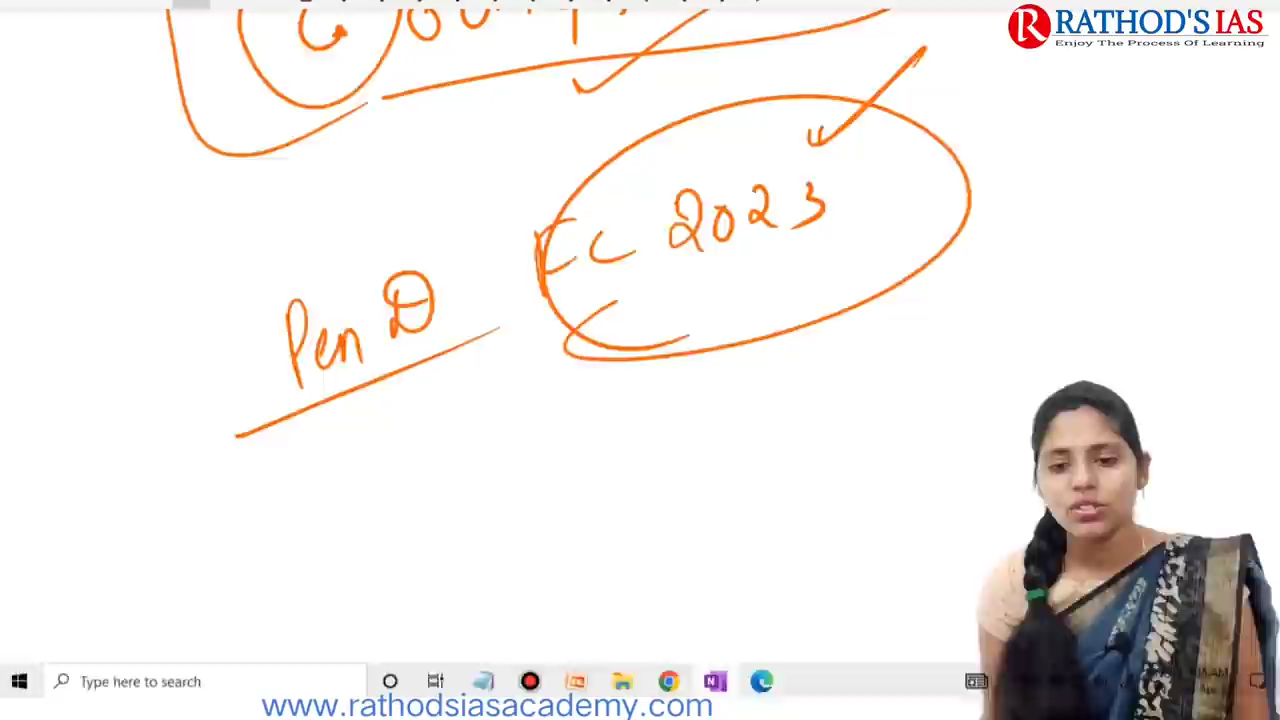 RATHOD'S IAS
Enjoy The Process Of Learning
EC 2023
Pen D
Type here to search
www.rathodsiasacademy.com